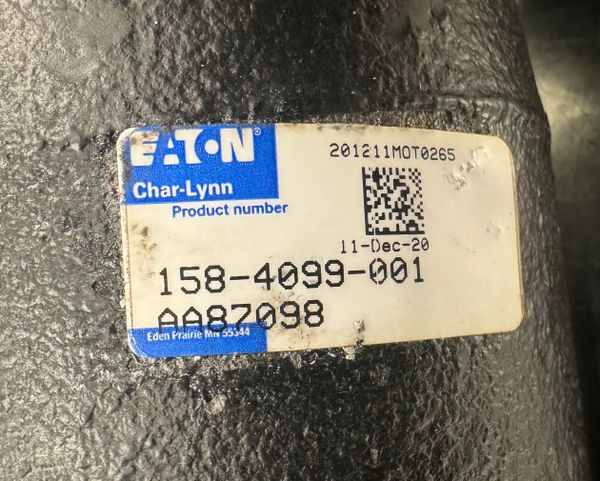 EATON®
201211MOT0265
Char-Lynn
Product number
11-Dec-20
158-4099-001
AA87098
Eden Prairie MN 55344